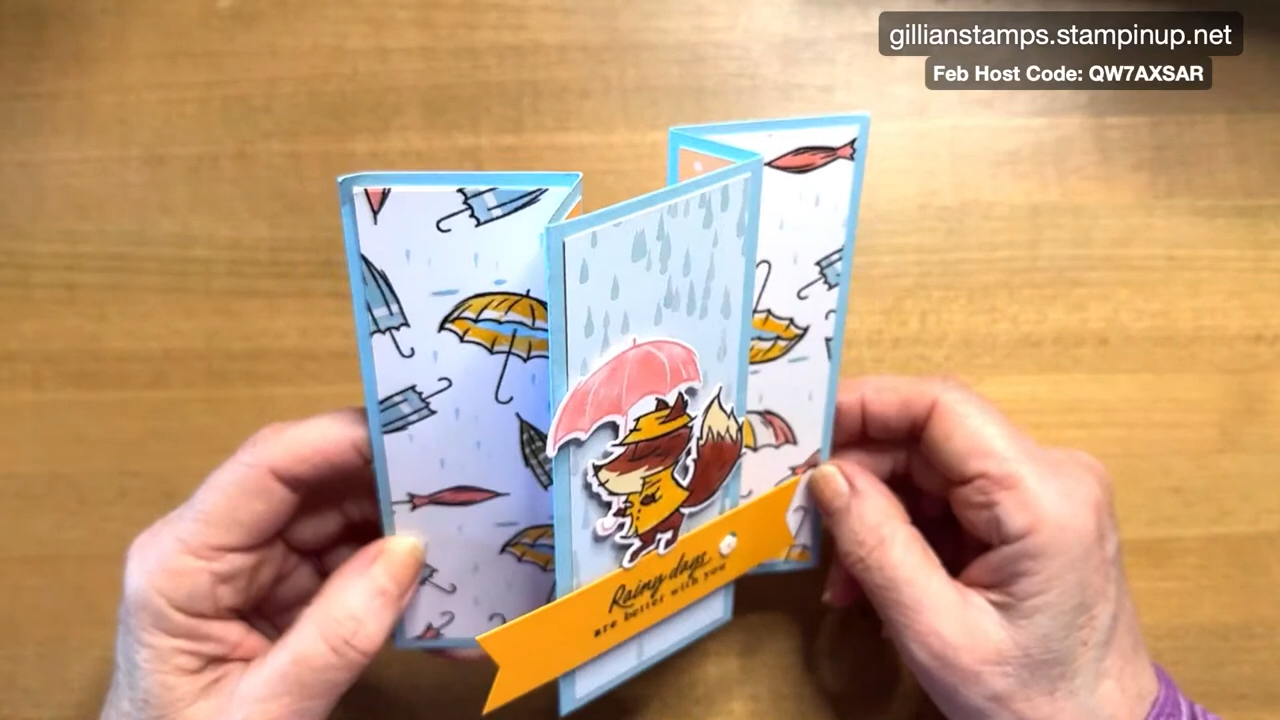 gillianstamps.stampinup.net
Feb Host Code: QW7AXSAR
Rainy days
are better with you